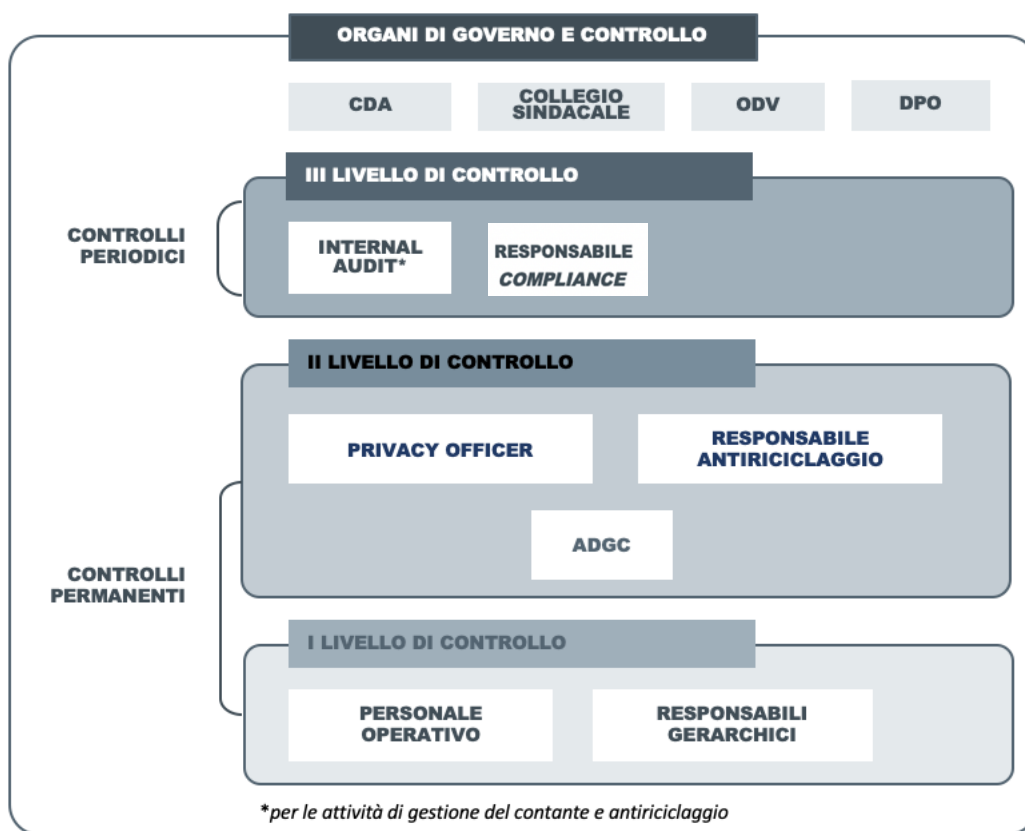 ORGANI DI GOVERNO E CONTROLLO
CDA
COLLEGIO
SINDACALE
ODV
DPO
III LIVELLO DI CONTROLLO
CONTROLLI
PERIODICI
INTERNAL
AUDIT*
RESPONSABILE
COMPLIANCE
II LIVELLO DI CONTROLLO
PRIVACY OFFICER
RESPONSABILE
ANTIRICICLAGGIO
ADGC
CONTROLLI
PERMANENTI
I LIVELLO DI CONTROLLO
PERSONALE
OPERATIVO
RESPONSABILI
GERARCHICI
*per le attività di gestione del contante e antiriciclaggio